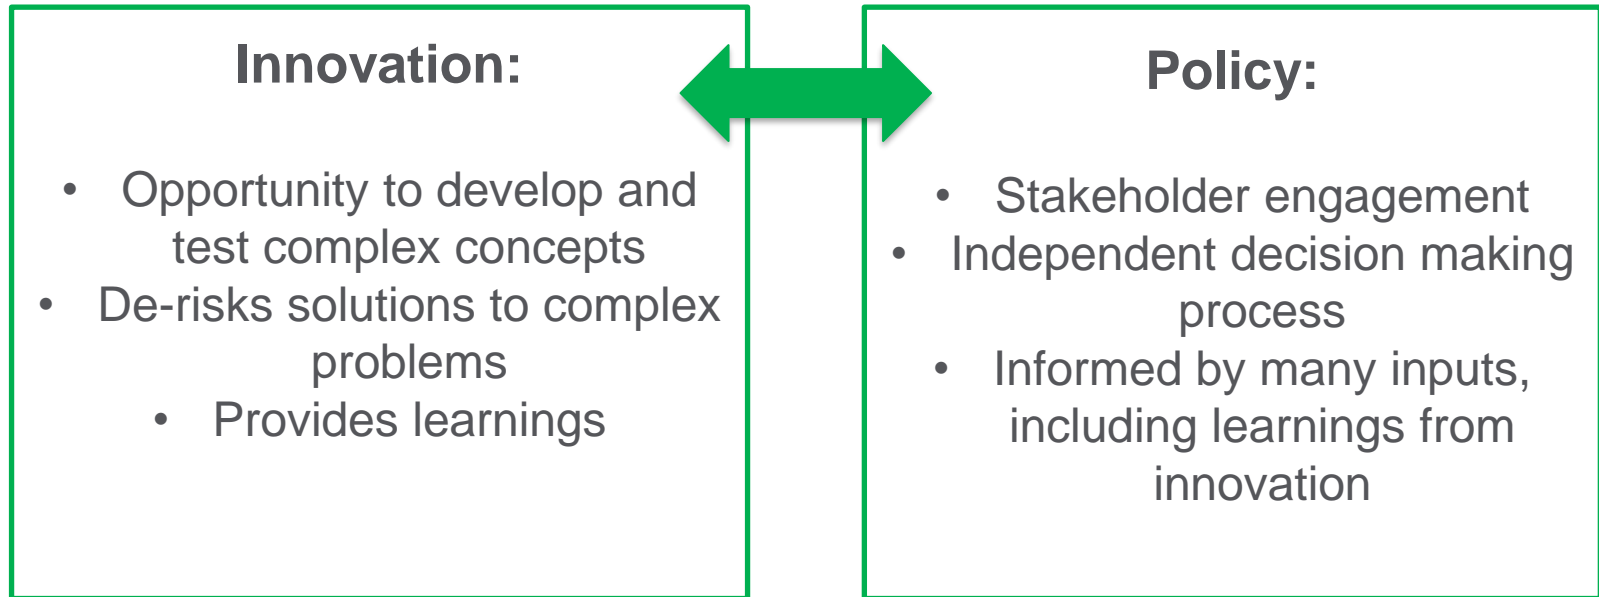 Innovation:
• Opportunity to develop and
test complex concepts
• De-risks solutions to complex
problems
• Provides learnings
Policy:
• Stakeholder engagement
• Independent decision making
process
• Informed by many inputs,
including learnings from
innovation